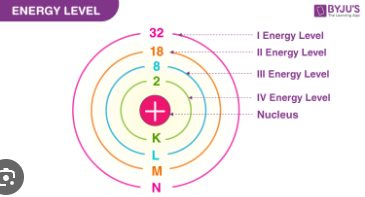 ENERGY LEVEL
BYJU'S
The Learning App
32
I Energy Level
18
II Energy Level
8
III Energy Level
2
IV Energy Level
+
Nucleus
K
L
M
N